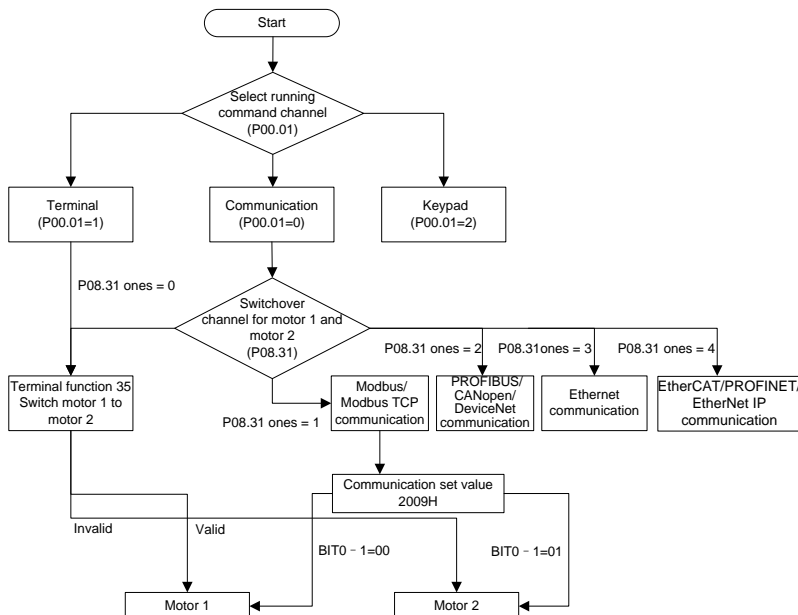 Start
Select running
command channel
(P00.01)
Terminal
(P00.01=1)
Communication
(P00.01=0)
Keypad
(P00.01=2)
P08.31 ones = 0
Switchover
channel for motor 1 and
motor 2
(P08.31)
P08.31 ones = 2
P08.31ones = 3
P08.31 ones = 4
Terminal function 35
Switch motor 1 to
motor 2
P08.31 ones = 1
Modbus/
Modbus TCP
communication
PROFIBUS/
CANopen/
DeviceNet
communication
Ethernet
communication
EtherCAT/PROFINET/
EtherNet IP
communication
Communication set value
2009H
Invalid
Valid
BIT0－1=00
BIT0－1=01
Motor 1
Motor 2